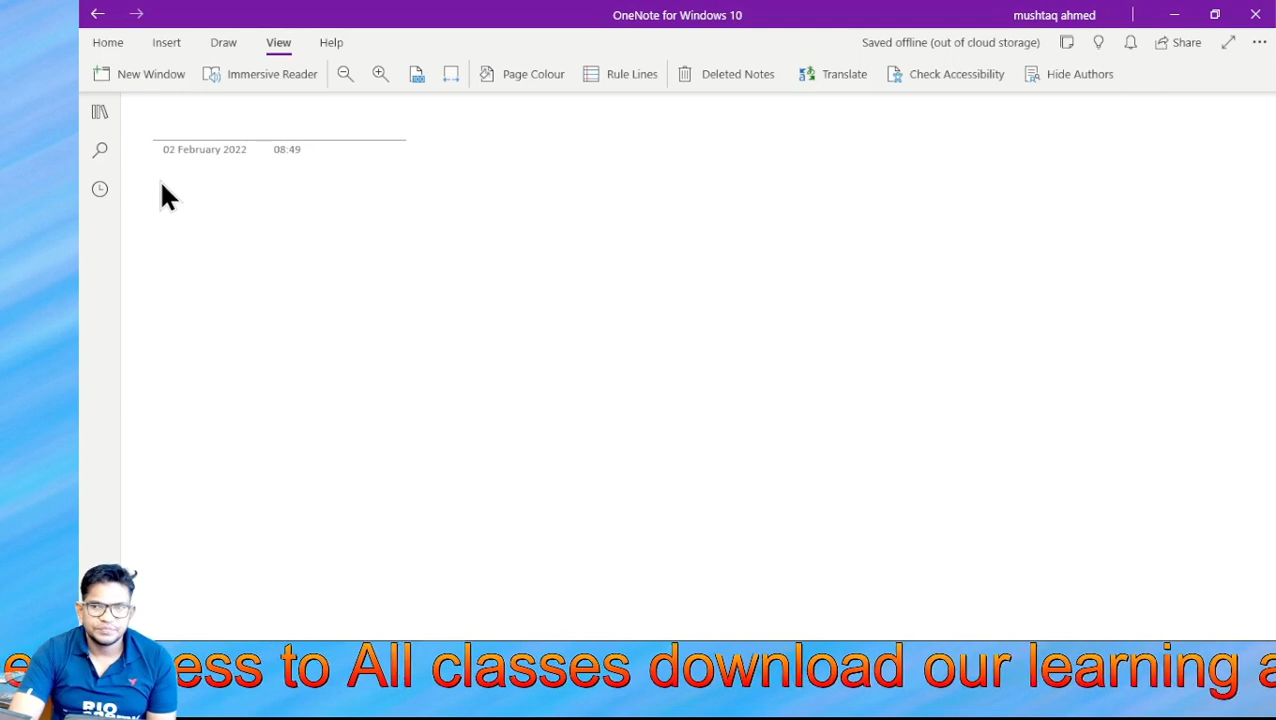 OneNote for Windows 10
mushtaq ahmed
Home Insert Draw View Help
Saved offline (out of cloud storage)
Share
New Window Immersive Reader
100
Page Colour Rule Lines Deleted Notes Translate Check Accessibility Hide Authors
02 February 2022 08:49
ess to All classes download our learning a
RIO